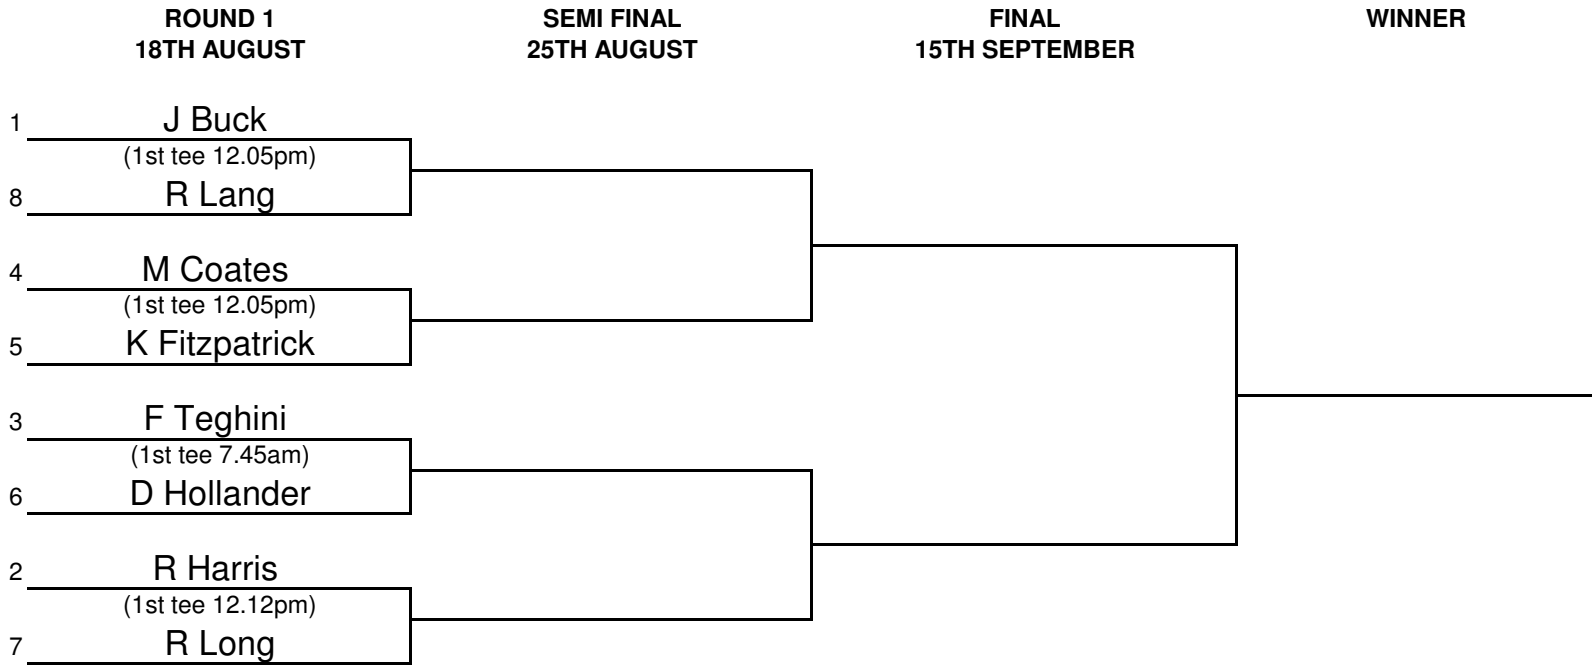 ROUND 1 SEMI FINAL FINAL WINNER
18TH AUGUST 25TH AUGUST 15TH SEPTEMBER
1 J Buck
(1st tee 12.05pm)
8 R Lang
4 M Coates
(1st tee 12.05pm)
5 K Fitzpatrick
3 F Teghini
(1st tee 7.45am)
6 D Hollander
2 R Harris
(1st tee 12.12pm)
7 R Long